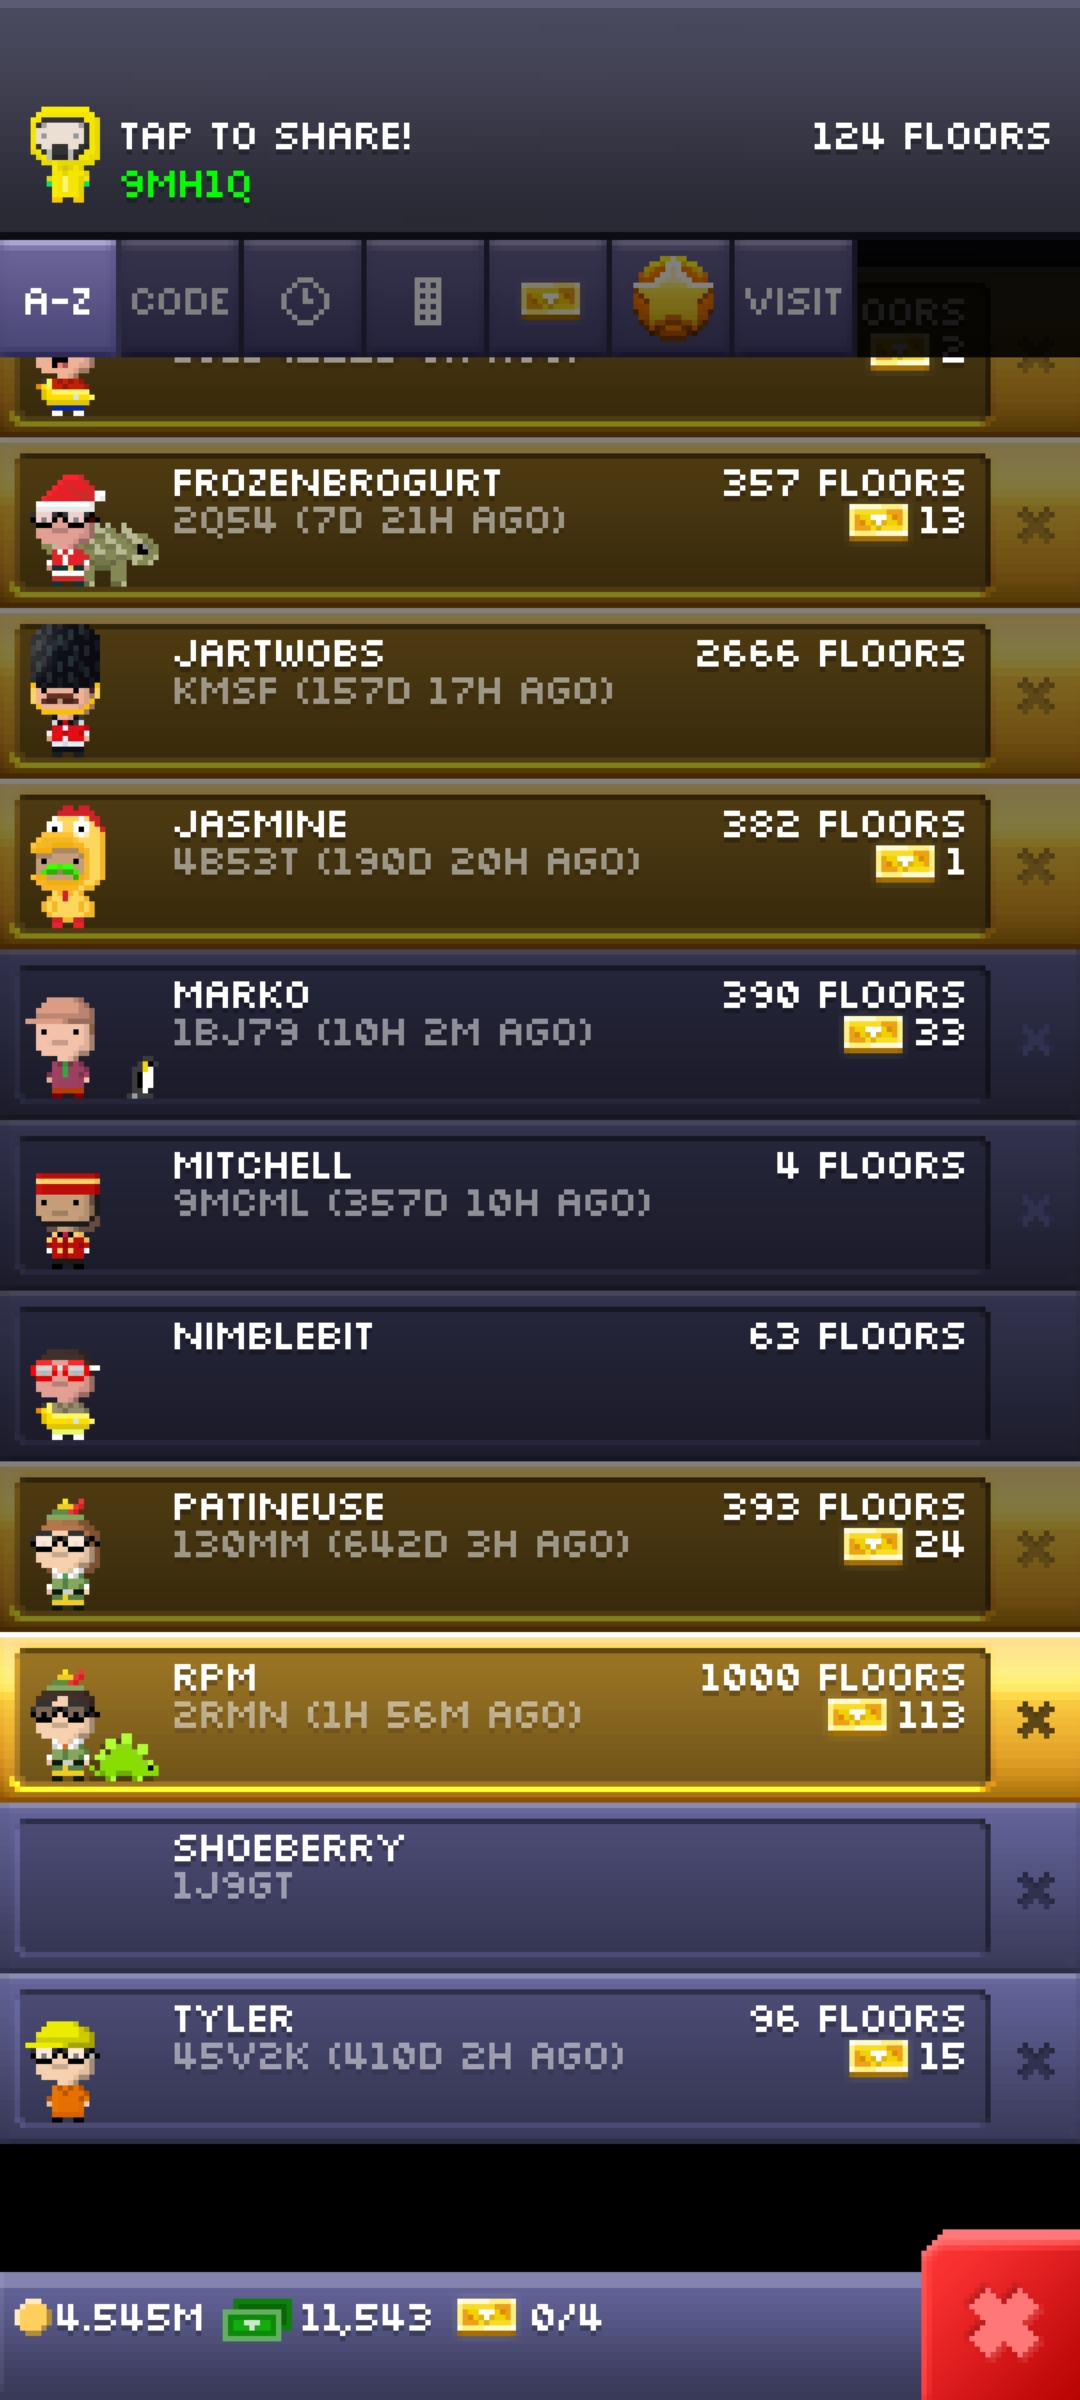 TAP TO SHARE!
124 FLOORS
9MH1Q
A-Z CODE VISIT
2
FROZENBROGURT 357 FLOORS
2Q54 (7D 21H AGO) 13
JARTWOBS 2666 FLOORS
KMSF (157D 17H AGO)
JASMINE 382 FLOORS
4B53T (190D 20H AGO) 1
MARKO 390 FLOORS
1BJ79 (10H 2M AGO) 33
MITCHELL 4 FLOORS
9MCML (357D 10H AGO)
NIMBLEBIT 63 FLOORS
PATINEUSE 393 FLOORS
130MM (642D 3H AGO) 24
RPM 1000 FLOORS
2RMN (1H 56M AGO) 113
SHOEBERRY
1J9GT
TYLER 96 FLOORS
45V2K (410D 2H AGO) 15
4.545M 11,543 0/4